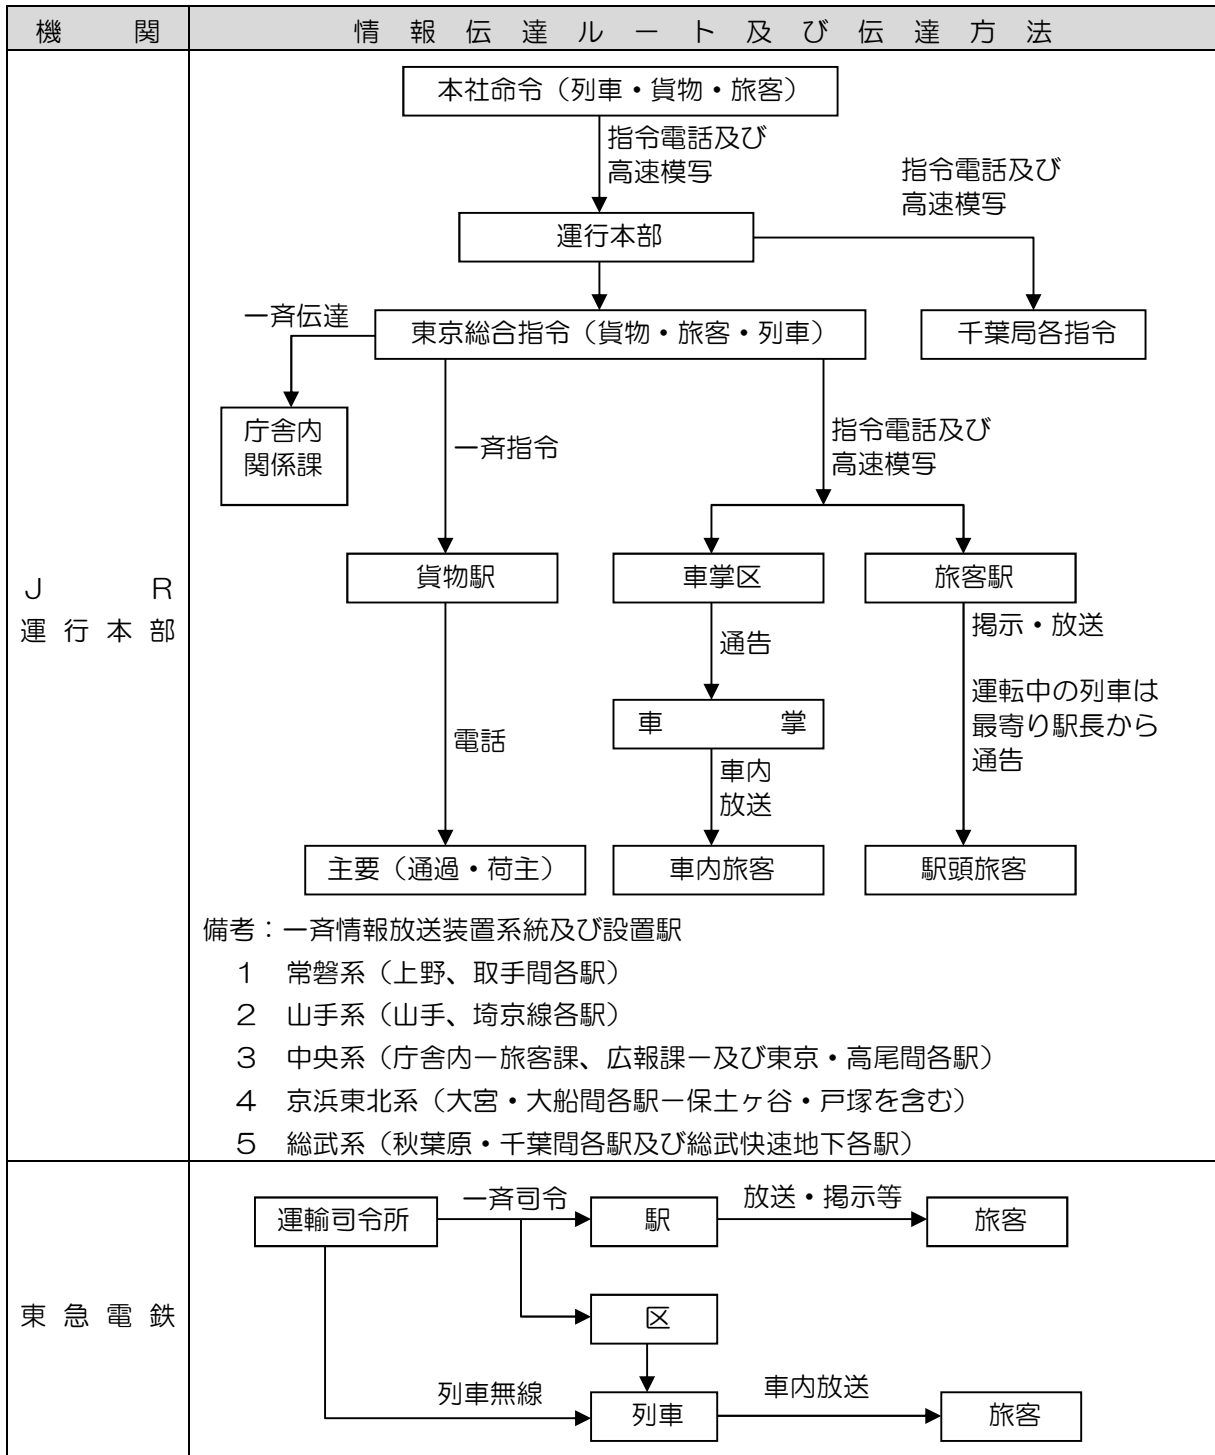 機関
情報伝達ルート及び伝達方法
JR
運行本部
本社命令（列車・貨物・旅客）
指令電話及び
高速模写
指令電話及び
高速模写
運行本部
一斉伝達
東京総合指令（貨物・旅客・列車）
千葉局各指令
庁舎内
関係課
一斉指令
指令電話及び
高速模写
貨物駅
車掌区
旅客駅
掲示・放送
通告
運転中の列車は
最寄り駅長から
通告
車掌
電話
車内
放送
主要（通過・荷主）
車内旅客
駅頭旅客
備考：一斉情報放送装置系統及び設置駅
１　常磐系（上野、取手間各駅）
２　山手系（山手、埼京線各駅）
３　中央系（庁舎内－旅客課、広報課－及び東京・高尾間各駅）
４　京浜東北系（大宮・大船間各駅－保土ヶ谷・戸塚を含む）
５　総武系（秋葉原・千葉間各駅及び総武快速地下各駅）
東急電鉄
運輸司令所
一斉司令
駅
放送・掲示等
旅客
区
列車無線
列車
車内放送
旅客